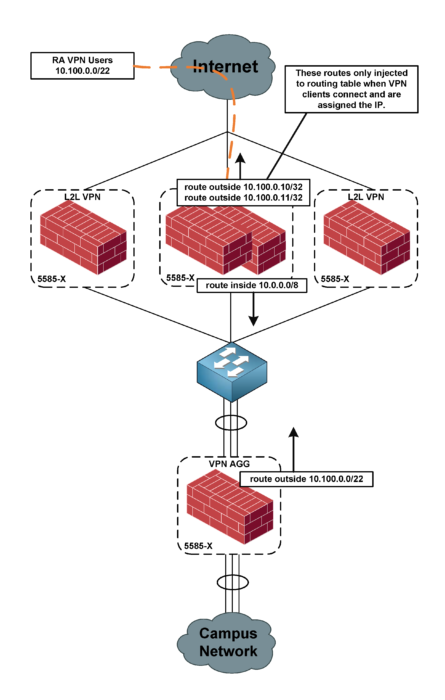 RA VPN Users
10.100.0.0/22
Internet
These routes only injected
to routing table when VPN
clients connect and are
assigned the IP.
L2L VPN
route outside 10.100.0.10/32
route outside 10.100.0.11/32
L2L VPN
5585-X
5585-X
5585-X
route inside 10.0.0.0/8
VPN AGG
route outside 10.100.0.0/22
5585-X
Campus
Network